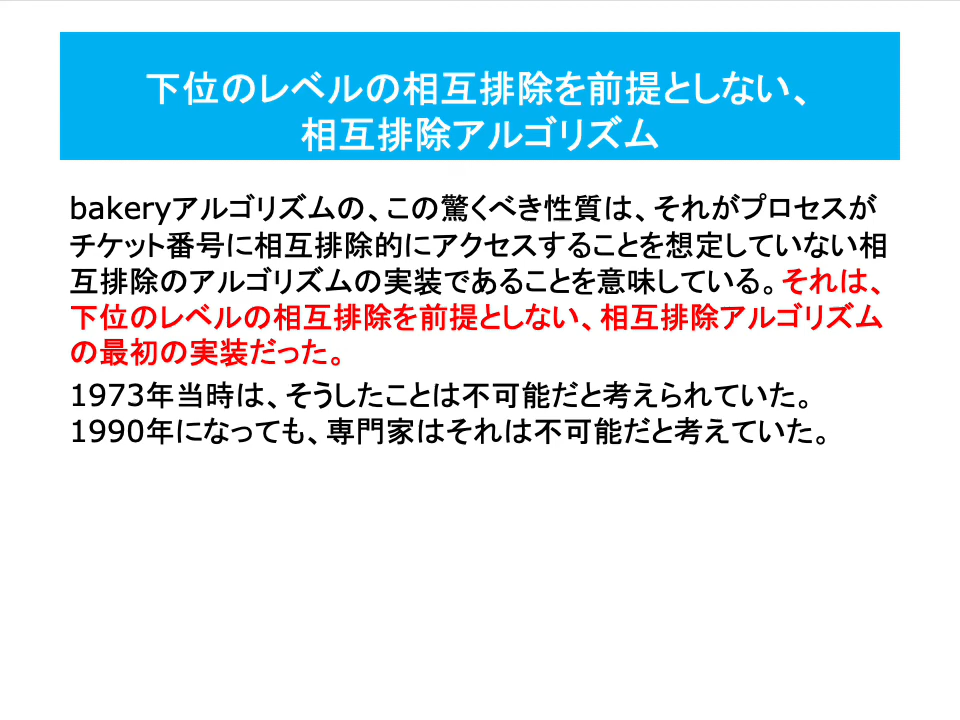 下位のレベルの相互排除を前提としない、
相互排除アルゴリズム
bakeryアルゴリズムの、この驚くべき性質は、それがプロセスが
チケット番号に相互排除的にアクセスすることを想定していない相
互排除のアルゴリズムの実装であることを意味している。それは、
下位のレベルの相互排除を前提としない、相互排除アルゴリズム
の最初の実装だった。
1973年当時は、そうしたことは不可能だと考えられていた。
1990年になっても、専門家はそれは不可能だと考えていた。